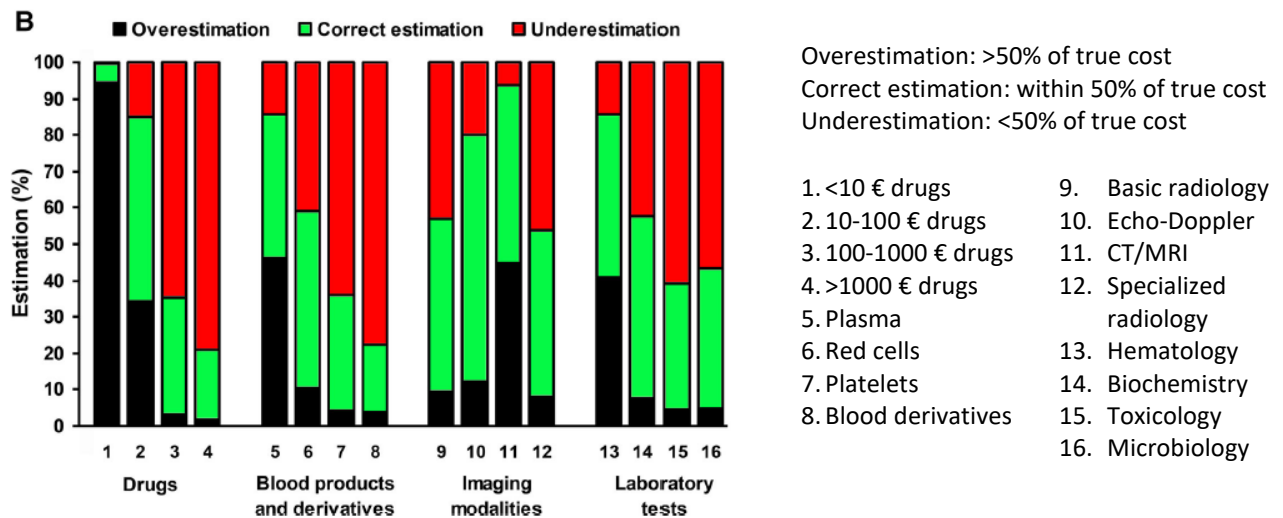 B
Overestimation Correct estimation Underestimation
Estimation (%)
100
90
80
70
60
50
40
30
20
10
0
1 2 3 4 5 6 7 8 9 10 11 12 13 14 15 16
Drugs
Blood products
and derivatives
Imaging
modalities
Laboratory
tests
Overestimation: >50% of true cost
Correct estimation: within 50% of true cost
Underestimation: <50% of true cost
1. <10 € drugs
2. 10-100 € drugs
3. 100-1000 € drugs
4. >1000 € drugs
5. Plasma
6. Red cells
7. Platelets
8. Blood derivatives
9. Basic radiology
10. Echo-Doppler
11. CT/MRI
12. Specialized
radiology
13. Hematology
14. Biochemistry
15. Toxicology
16. Microbiology